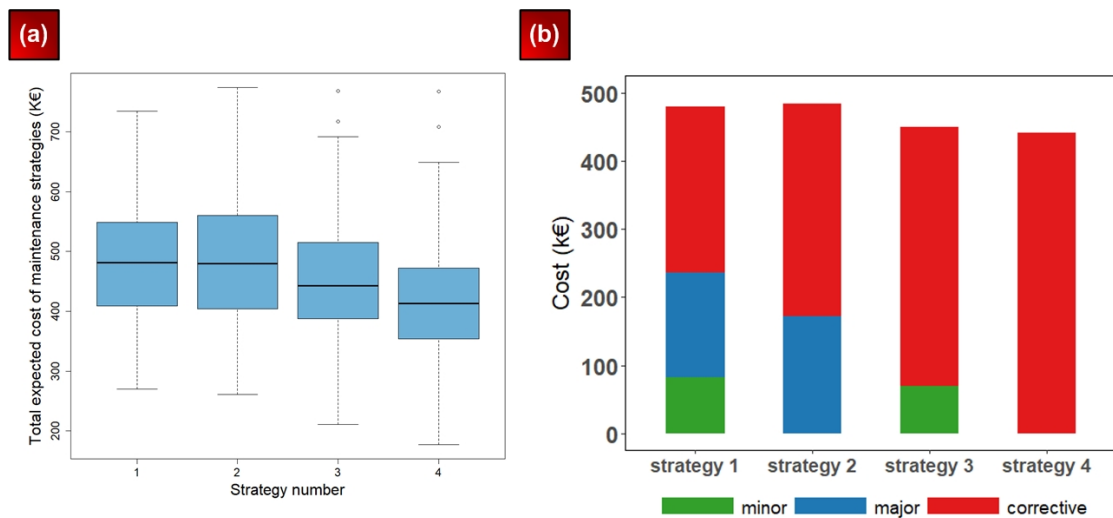 (a)
Total expected cost of maintenance strategies (K€)
700
600
500
400
300
200
1 2 3 4
Strategy number
(b)
Cost (k€)
500
400
300
200
100
0
strategy 1 strategy 2 strategy 3 strategy 4
minor major corrective